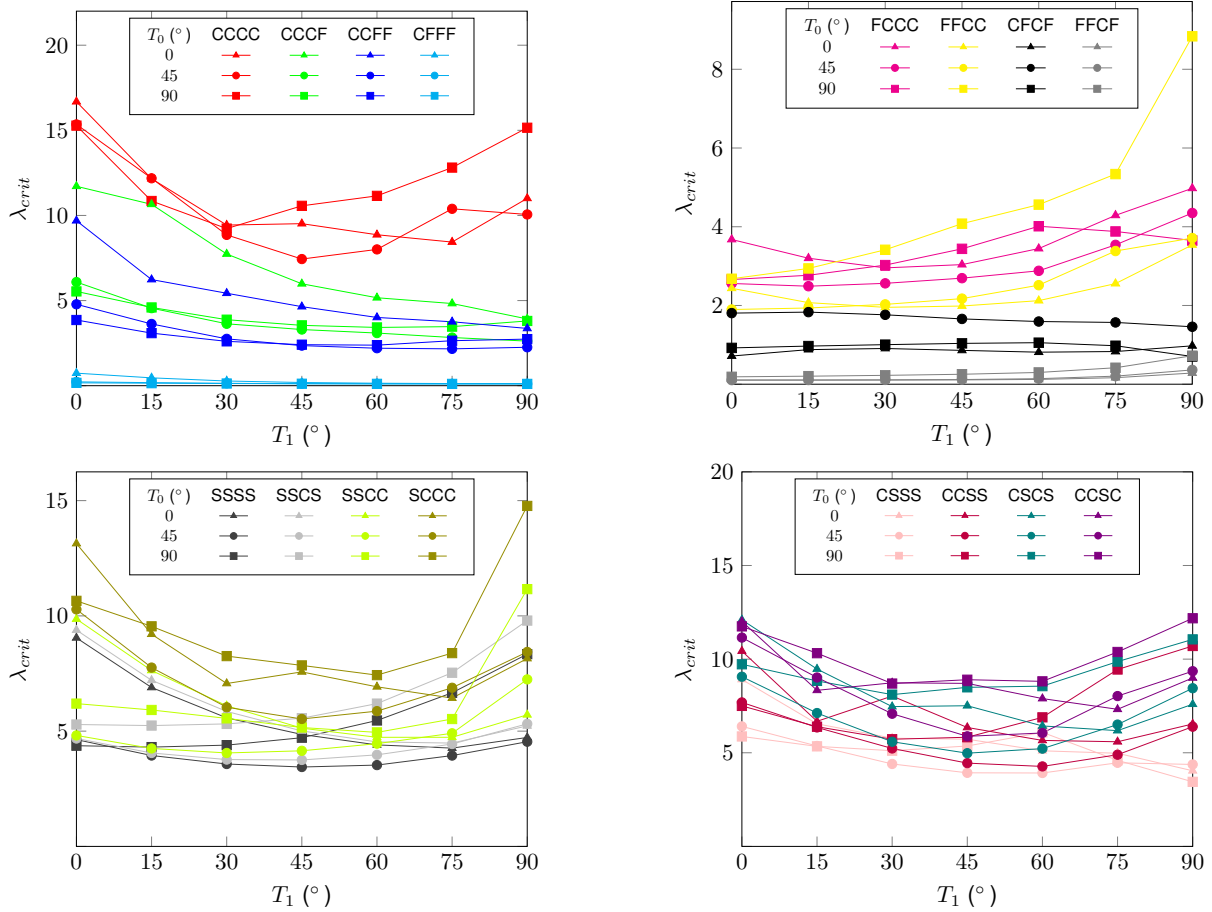 T₀ (°) CCCC CCCF CCFF CFFF
0
45
90
20
15
10
5
λcrit
0 15 30 45 60 75 90
T₁ (°)
T₀ (°) FCCC FFCC CFCF FFCF
0
45
90
8
6
4
2
λcrit
0 15 30 45 60 75 90
T₁ (°)
T₀ (°) SSSS SSCS SSCC SCCC
0
45
90
15
10
5
λcrit
0 15 30 45 60 75 90
T₁ (°)
T₀ (°) CSSS CCSS CSCS CCSC
0
45
90
20
15
10
5
λcrit
0 15 30 45 60 75 90
T₁ (°)